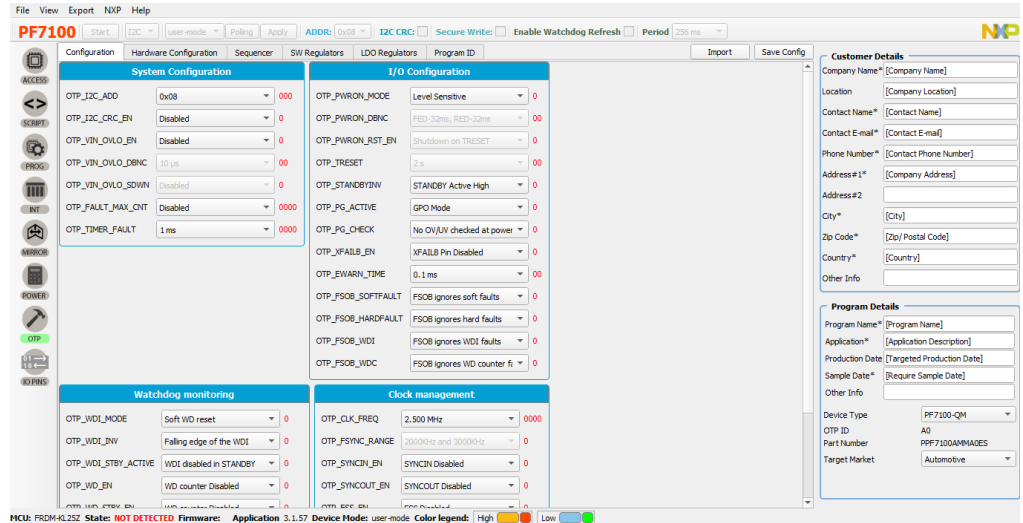 File View Export NXP Help
PF7100 Start I2C user-mode Polling Apply ADDR: 0x08 I2C CRC: Secure Write: Enable Watchdog Refresh Period 256 ms NXP
Configuration Hardware Configuration Sequencer SW Regulators LDO Regulators Program ID Import Save Config
ACCESS
SCRIPT
PROG
INT
MIRROR
POWER
OTP
IO PINS
System Configuration
OTP_I2C_ADD 0x08 000
OTP_I2C_CRC_EN Disabled 0
OTP_VIN_OVLO_EN Disabled 0
OTP_VIN_OVLO_DBNC 10 µs 00
OTP_VIN_OVLO_SDWN Disabled 0
OTP_FAULT_MAX_CNT Disabled 0000
OTP_TIMER_FAULT 1 ms 0000
I/O Configuration
OTP_PWRON_MODE Level Sensitive 0
OTP_PWRON_DBNC FED-32ms, RED-32ms 00
OTP_PWRON_RST_EN Shutdown on TRESET 0
OTP_TRESET 2 s 00
OTP_STANDBYINV STANDBY Active High 0
OTP_PG_ACTIVE GPO Mode 0
OTP_PG_CHECK No OV/UV checked at power 0
OTP_XFAILB_EN XFAILB Pin Disabled 0
OTP_EWARN_TIME 0.1 ms 00
OTP_FSOB_SOFTFAULT FSOB ignores soft faults 0
OTP_FSOB_HARDFAULT FSOB ignores hard faults 0
OTP_FSOB_WDI FSOB ignores WDI faults 0
OTP_FSOB_WDC FSOB ignores WD counter fa 0
Watchdog monitoring
OTP_WDI_MODE Soft WD reset 0
OTP_WDI_INV Falling edge of the WDI 0
OTP_WDI_STBY_ACTIVE WDI disabled in STANDBY 0
OTP_WD_EN WD counter Disabled 0
OTP_WD_STBY_EN WD counter Disabled 0
Clock management
OTP_CLK_FREQ 2.500 MHz 0000
OTP_FSYNC_RANGE 2000KHz and 3000KHz 0
OTP_SYNCIN_EN SYNCIN Disabled 0
OTP_SYNCOUT_EN SYNCOUT Disabled 0
OTP_FSS_EN FSS Disabled 0
Customer Details
Company Name* [Company Name]
Location [Company Location]
Contact Name* [Contact Name]
Contact E-mail* [Contact E-mail]
Phone Number* [Contact Phone Number]
Address#1* [Company Address]
Address#2
City* [City]
Zip Code* [Zip/ Postal Code]
Country* [Country]
Other Info
Program Details
Program Name* [Program Name]
Application* [Application Description]
Production Date [Targeted Production Date]
Sample Date* [Require Sample Date]
Other Info
Device Type PF7100-QM
OTP ID A0
Part Number PPF7100AMMA0ES
Target Market Automotive
MCU: FRDM-KL25Z State: NOT DETECTED Firmware: Application 3.1.57 Device Mode: user-mode Color legend: High Low